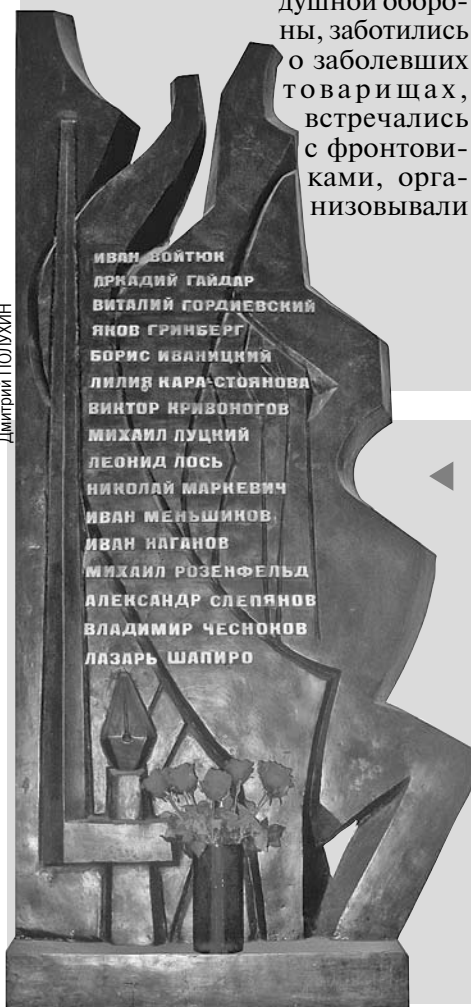 душной оборо-
ны, заботились
о заболевших
товарищах,
встречались
с фронтови-
ками, орга-
низовывали
Дмитрий ПОЛУХИН
ИВАН ВОЙТЮК
АРКАДИЙ ГАЙДАР
ВИТАЛИЙ ГОРДИЕВСКИЙ
ЯКОВ ГРИНБЕРГ
БОРИС ИВАНИЦКИЙ
ЛИЛИЯ КАРА-СТОЯНОВА
ВИКТОР КРИВОНОГОВ
МИХАИЛ ЛУЦКИЙ
ЛЕОНИД ЛОСЬ
НИКОЛАЙ МАРКЕВИЧ
ИВАН МЕНЬШИКОВ
ИВАН НАГАНОВ
МИХАИЛ РОЗЕНФЕЛЬД
АЛЕКСАНДР СЛЕПЯНОВ
ВЛАДИМИР ЧЕСНОКОВ
ЛАЗАРЬ ШАПИРО